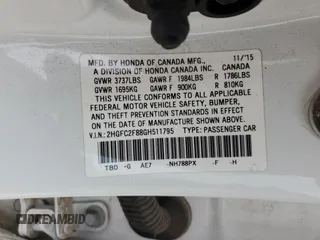 MFD. BY HONDA OF CANADA MFG., 11/'15
A DIVISION OF HONDA CANADA INC. CANADA
GVWR 3737LBS GAWR F 1984LBS R 1786LBS
GVWR 1695KG GAWR F 900KG R 810KG
THIS VEHICLE CONFORMS TO ALL APPLICABLE
FEDERAL MOTOR VEHICLE SAFETY, BUMPER,
AND THEFT PREVENTION STANDARDS IN EFFECT
ON THE DATE OF MANUFACTURE SHOWN ABOVE.
V.I.N.: 2HGFC2F88GH511795 TYPE: PASSENGER CAR
TBD -G AE7 NH788PX -F -H
DREAMBID